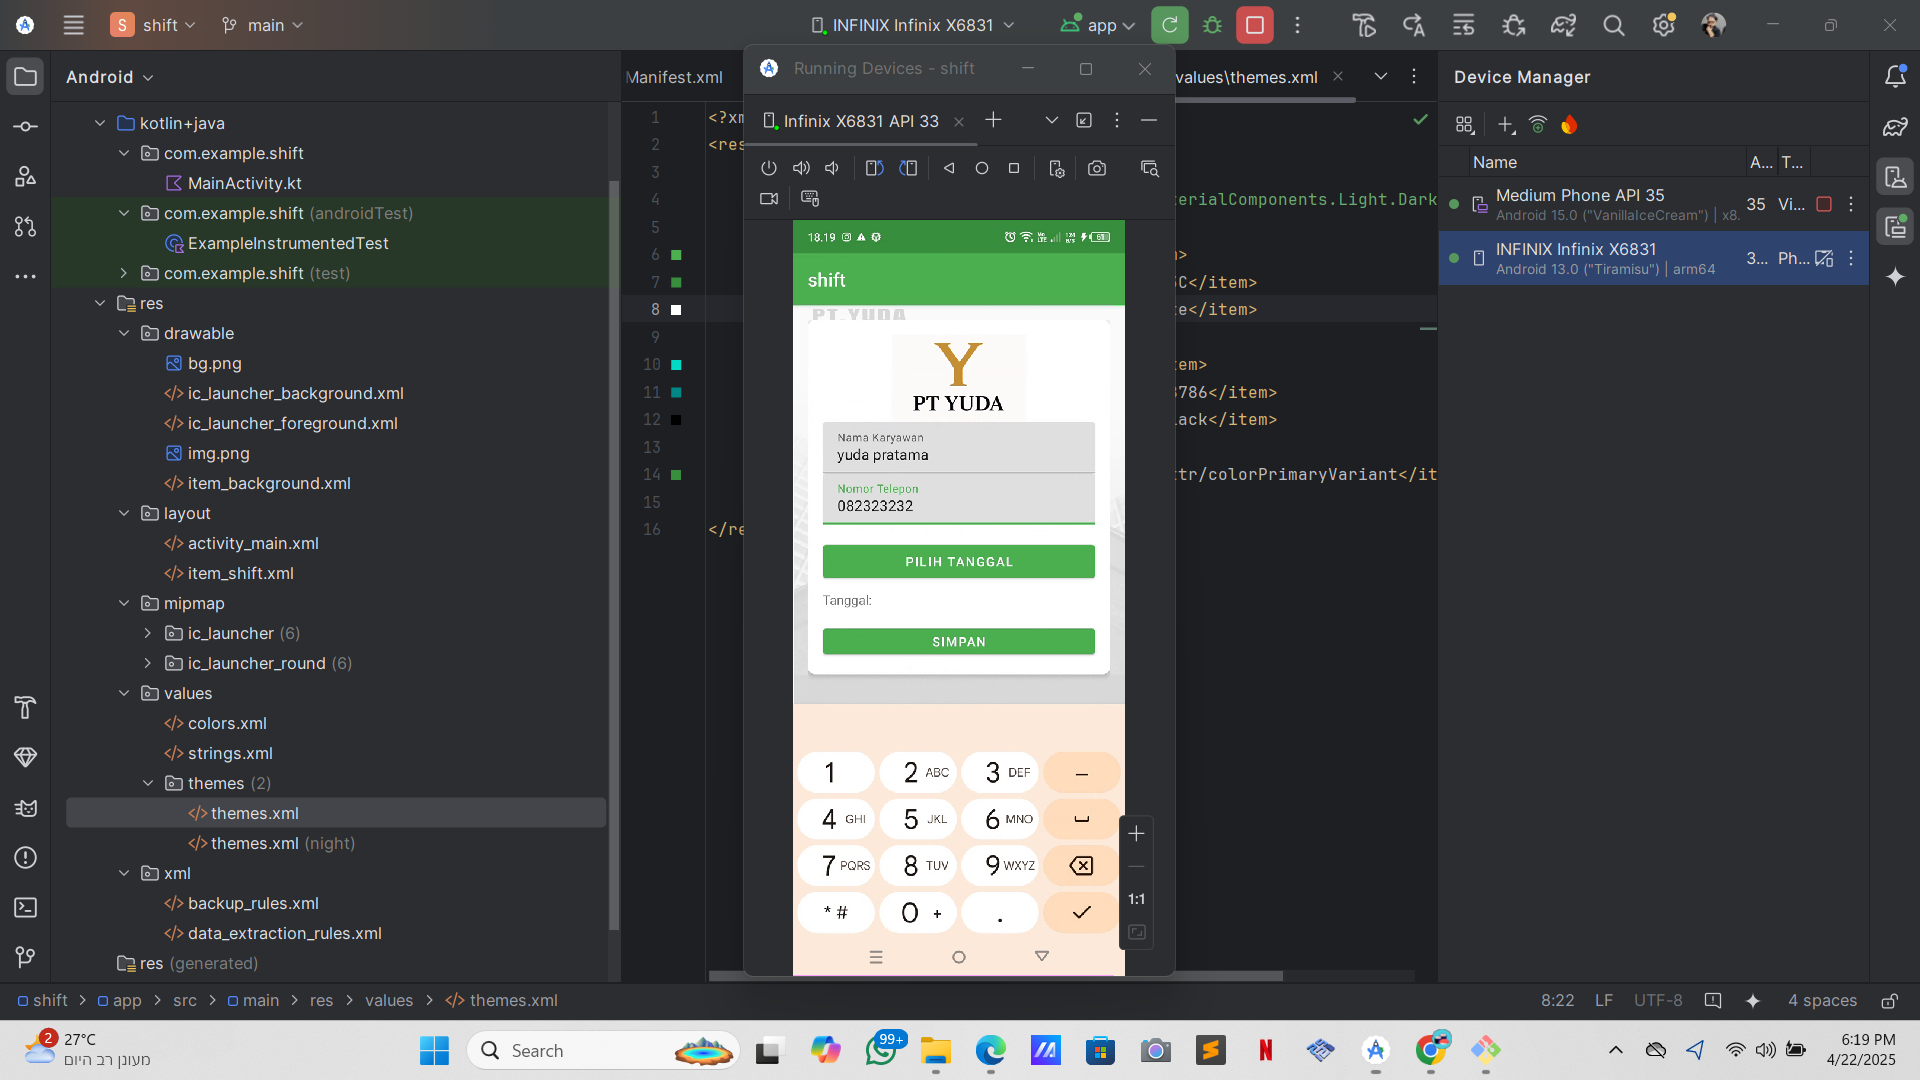 shift
main
INFINIX Infinix X6831
app
Android
kotlin+java
com.example.shift
MainActivity.kt
com.example.shift (androidTest)
ExampleInstrumentedTest
com.example.shift (test)
res
drawable
bg.png
ic_launcher_background.xml
ic_launcher_foreground.xml
img.png
item_background.xml
layout
activity_main.xml
item_shift.xml
mipmap
ic_launcher (6)
ic_launcher_round (6)
values
colors.xml
strings.xml
themes (2)
themes.xml
themes.xml (night)
xml
backup_rules.xml
data_extraction_rules.xml
res (generated)
Manifest.xml
values\themes.xml
1 <?xm
2 <res
3
4 terialComponents.Light.Dark
5
6 >
7 C</item>
8 e</item>
9
10 em>
11 3786</item>
12 lack</item>
13
14 ttr/colorPrimaryVariant</it
15
16 </re
Running Devices - shift
Infinix X6831 API 33
18.19
shift
PT.YUDA
Y
PT YUDA
Nama Karyawan
yuda pratama
Nomor Telepon
082323232
PILIH TANGGAL
Tanggal:
SIMPAN
1 2 ABC 3 DEF –
4 GHI 5 JKL 6 MNO
7 PQRS 8 TUV 9 WXYZ
* # 0 + .
1:1
Device Manager
Name A... T...
Medium Phone API 35 35 Vi...
Android 15.0 ("VanillaIceCream") | x8.
INFINIX Infinix X6831 3... Ph...
Android 13.0 ("Tiramisu") | arm64
shift > app > src > main > res > values > themes.xml
8:22 LF UTF-8 4 spaces
2
27°C
מעונן רב היום
Search
99+
6:19 PM
4/22/2025